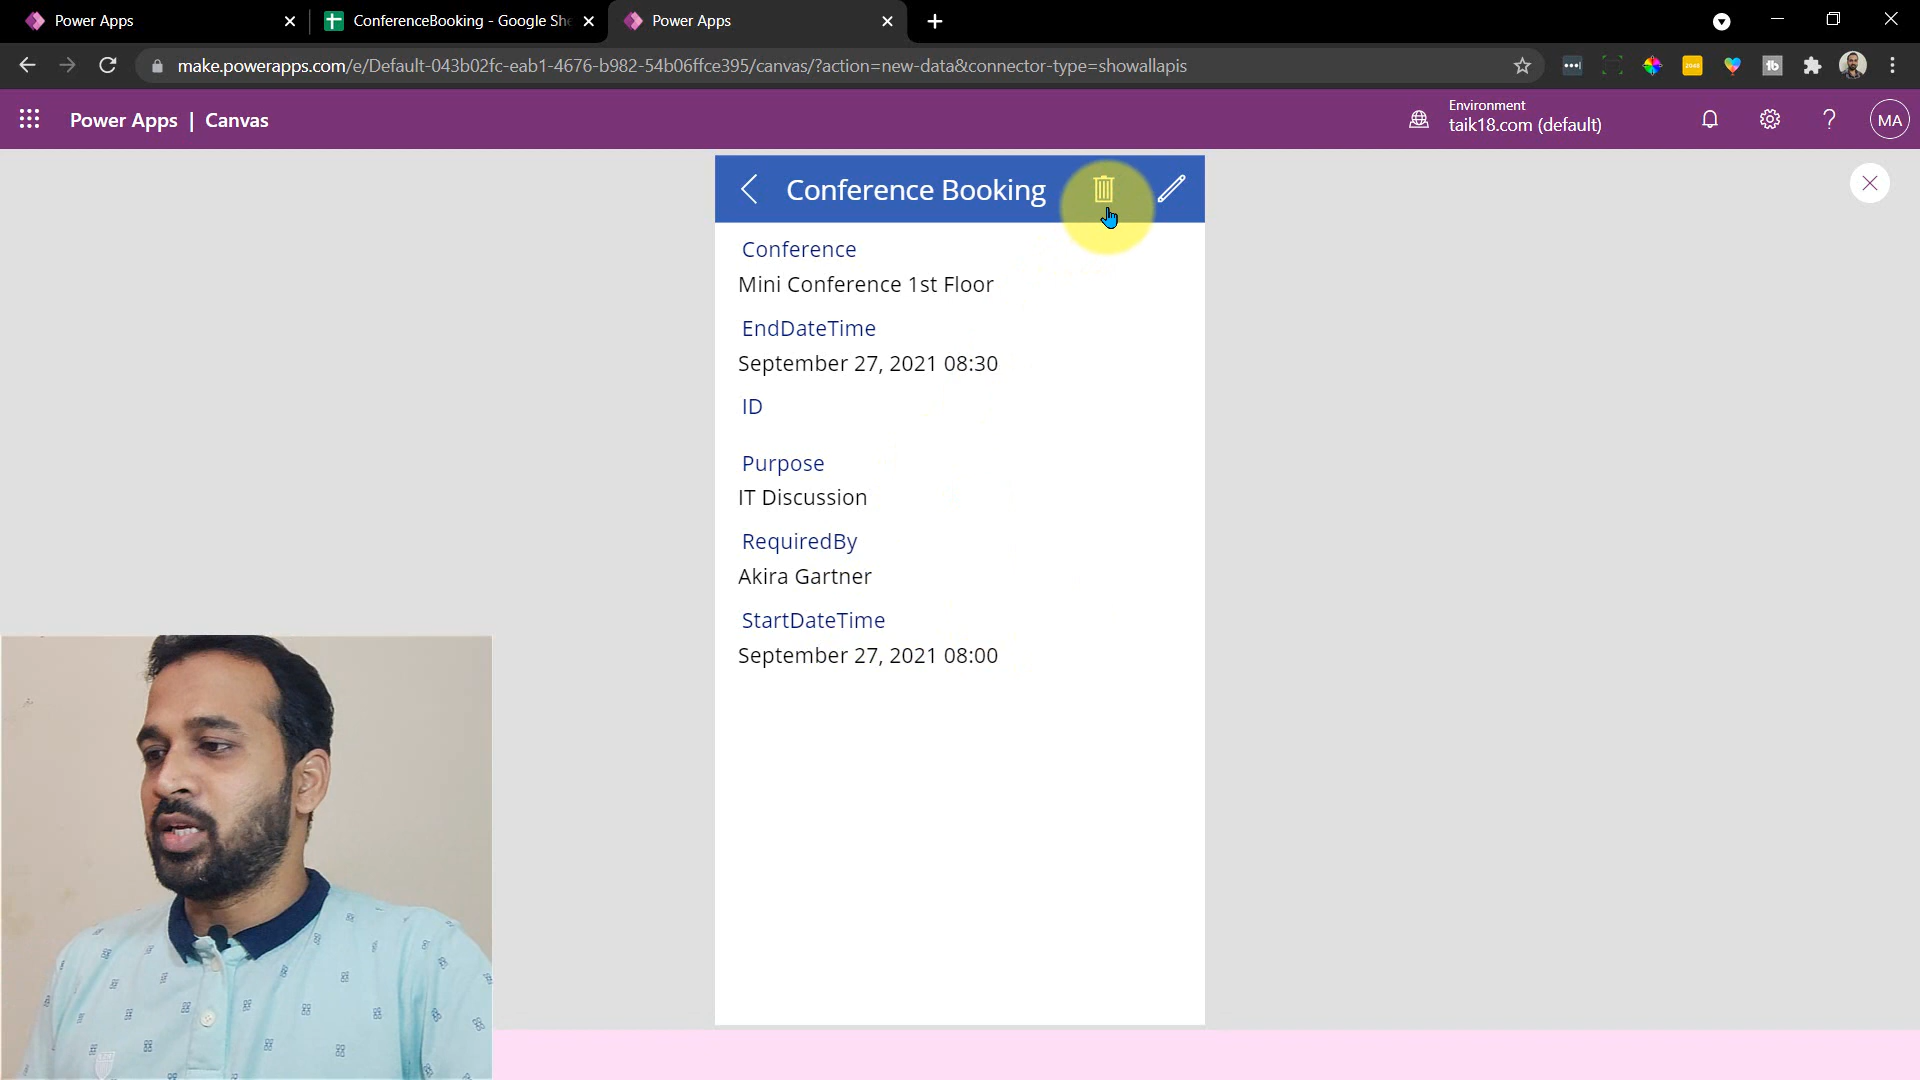 Power Apps
ConferenceBooking - Google She
Power Apps
make.powerapps.com/e/Default-043b02fc-eab1-4676-b982-54b06ffce395/canvas/?action=new-data&connector-type=showallapis
Power Apps | Canvas
Environment
taik18.com (default)
MA
Conference Booking
Conference
Mini Conference 1st Floor
EndDateTime
September 27, 2021 08:30
ID
Purpose
IT Discussion
RequiredBy
Akira Gartner
StartDateTime
September 27, 2021 08:00